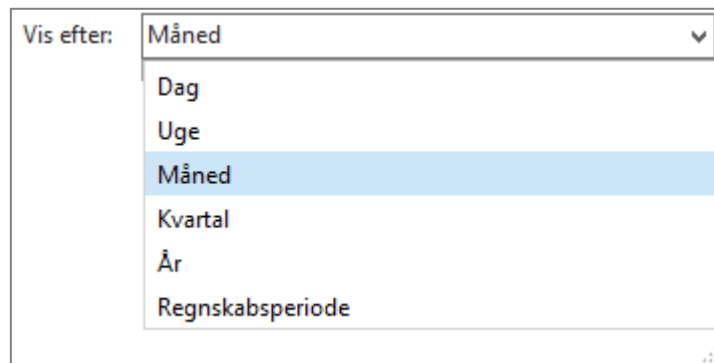 Vis efter: Måned
Dag
Uge
Måned
Kvartal
År
Regnskabsperiode